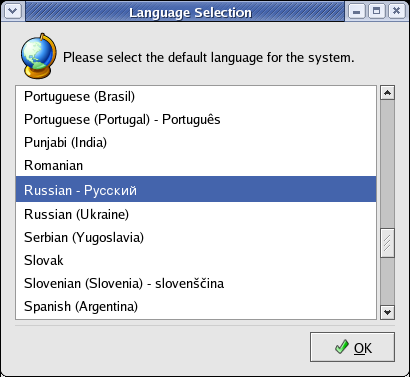 Language Selection
Please select the default language for the system.
Portuguese (Brasil)
Portuguese (Portugal) - Português
Punjabi (India)
Romanian
Russian - Русский
Russian (Ukraine)
Serbian (Yugoslavia)
Slovak
Slovenian (Slovenia) - slovenščina
Spanish (Argentina)
OK